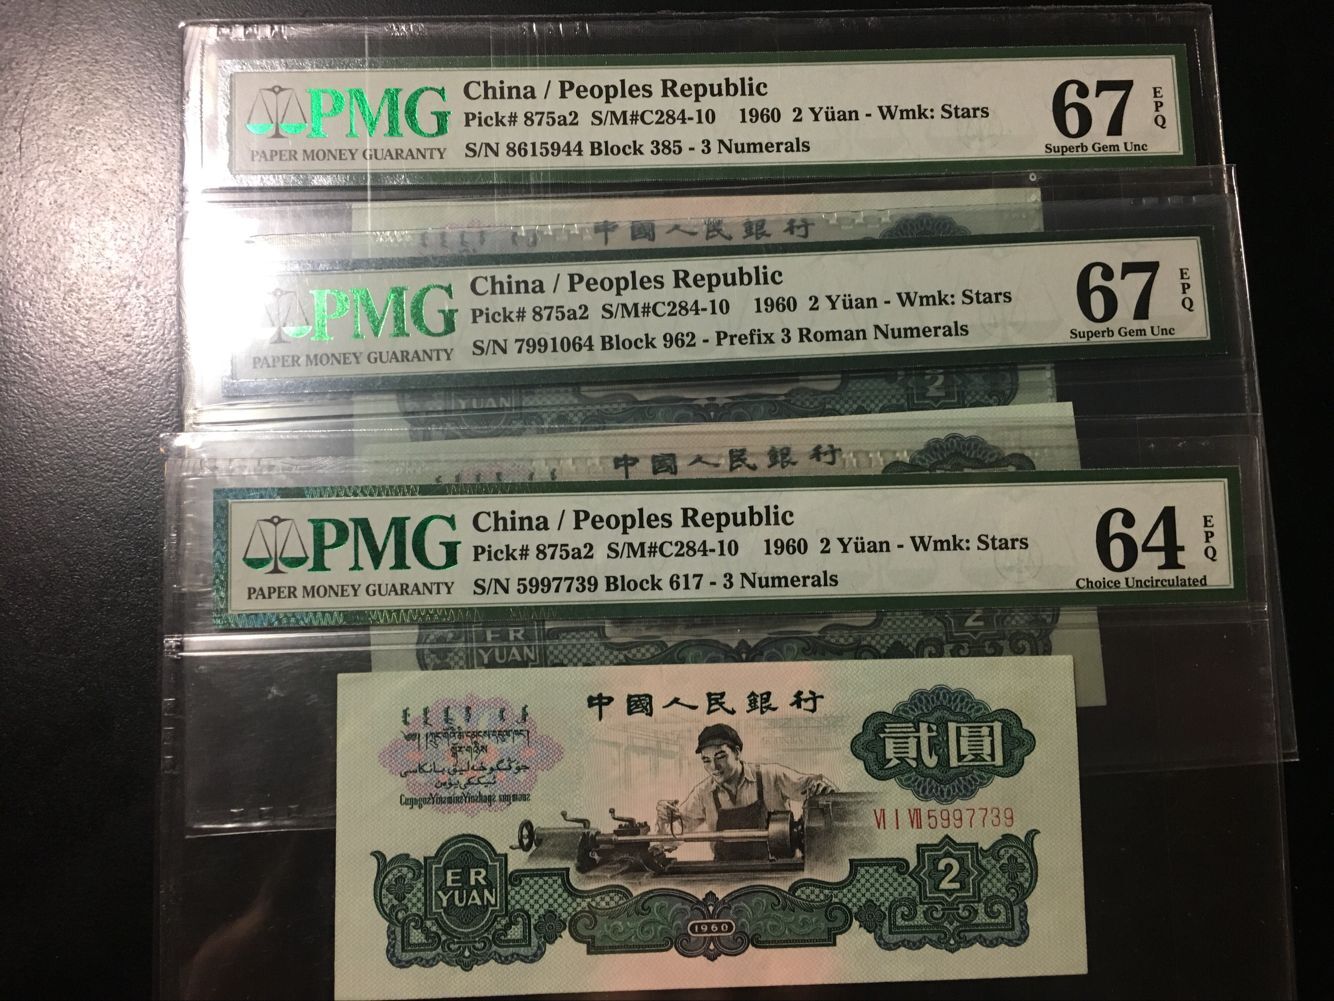 PMG
PAPER MONEY GUARANTY
China / Peoples Republic
Pick# 875a2 S/M#C284-10 1960 2 Yüan - Wmk: Stars
S/N 8615944 Block 385 - 3 Numerals
67
EPQ
Superb Gem Unc
中國人民銀行
PMG
PAPER MONEY GUARANTY
China / Peoples Republic
Pick# 875a2 S/M#C284-10 1960 2 Yüan - Wmk: Stars
S/N 7991064 Block 962 - Prefix 3 Roman Numerals
67
EPQ
Superb Gem Unc
YUAN
2
中國人民銀行
PMG
PAPER MONEY GUARANTY
China / Peoples Republic
Pick# 875a2 S/M#C284-10 1960 2 Yüan - Wmk: Stars
S/N 5997739 Block 617 - 3 Numerals
64
EPQ
Choice Uncirculated
ER
YUAN
2
中國人民銀行
貳圓
Ⅵ Ⅰ Ⅶ 5997739
ER
YUAN
2
1960